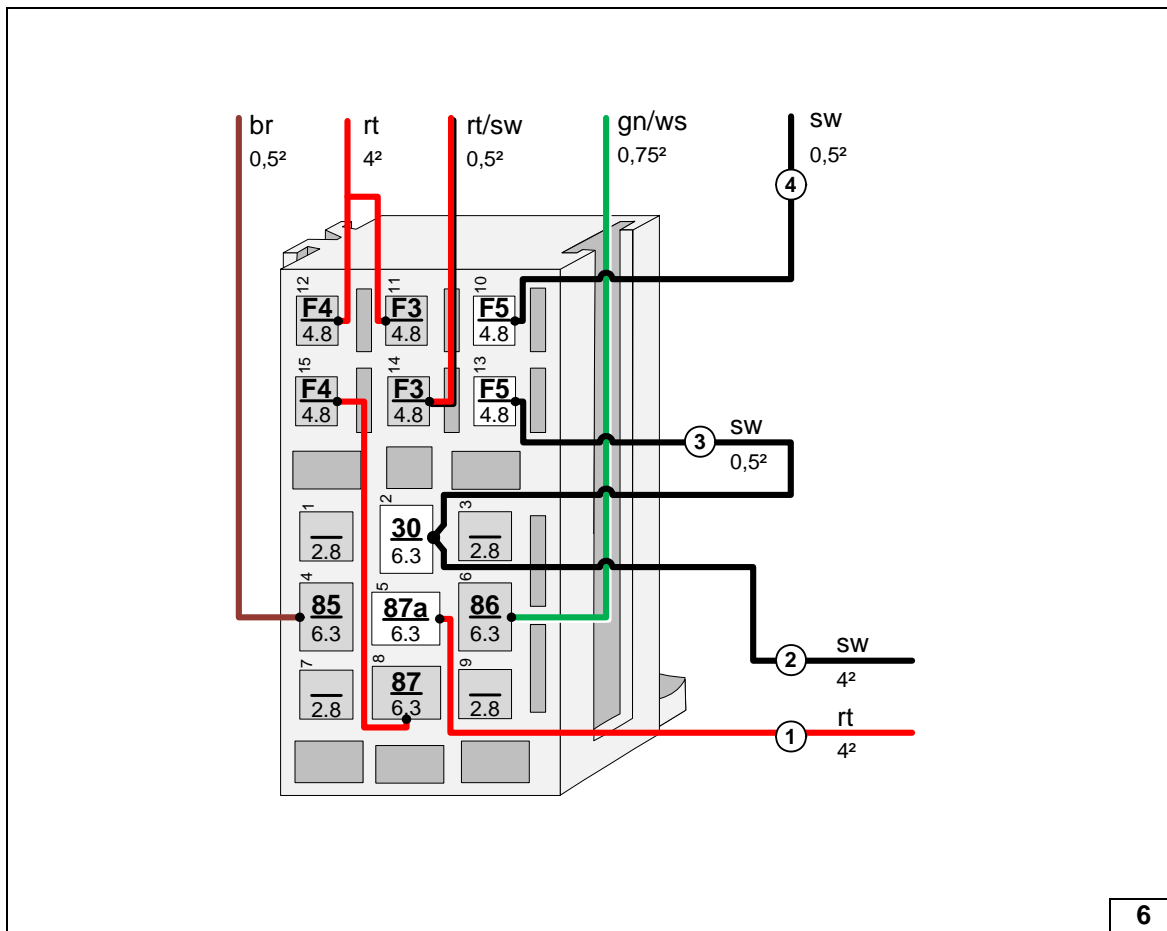 br rt rt/sw gn/ws sw
0,5² 4² 0,5² 0,75² 0,5²
4
12 11 10
F4 F3 F5
4.8 4.8 4.8
15 14 13
F4 F3 F5
4.8 4.8 4.8
3 sw
0,5²
1 2 3
30
2.8 6.3 2.8
4 5 6
85 87a 86
6.3 6.3 6.3
2 sw
4²
7 8 9
87
2.8 6.3 2.8
1 rt
4²
6